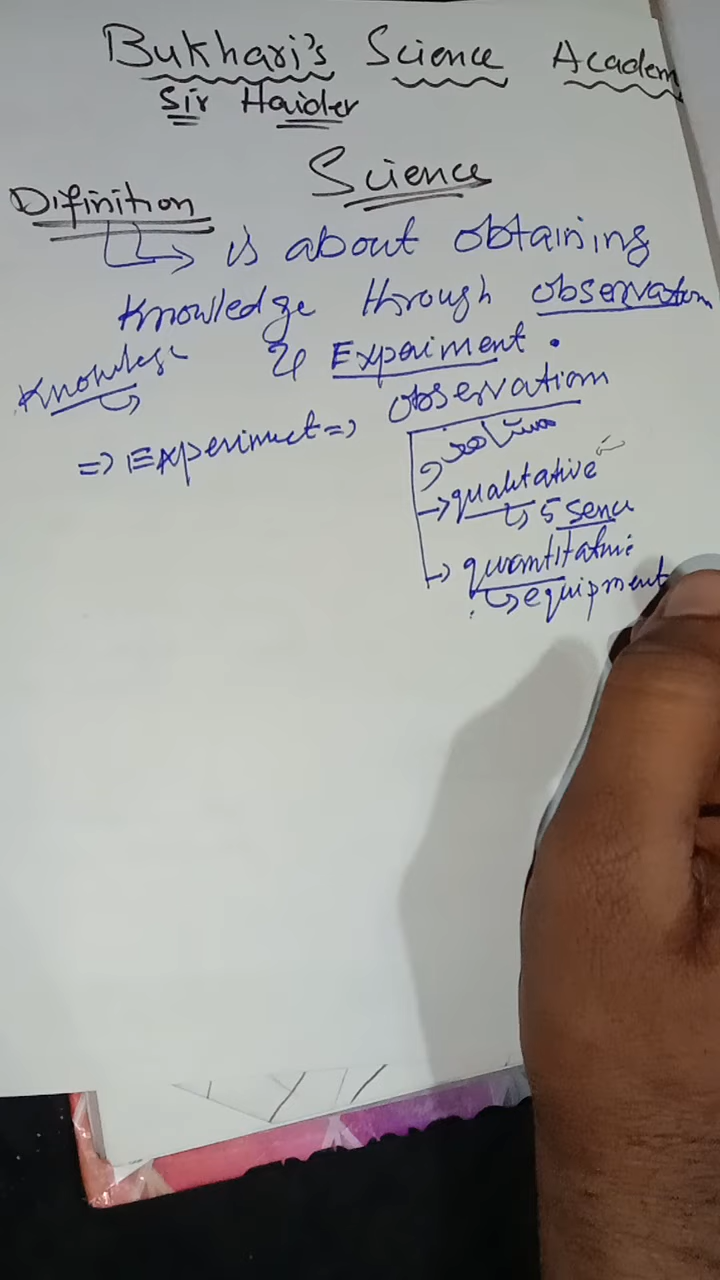 Bukhari's Science Academ
Sir Haider
Science
Difinition
is about obtaining
Knowledge through observation
& Experiment.
Knowledge
=> Experiment => observation
qualitative
5 sense
quantitative
equipment